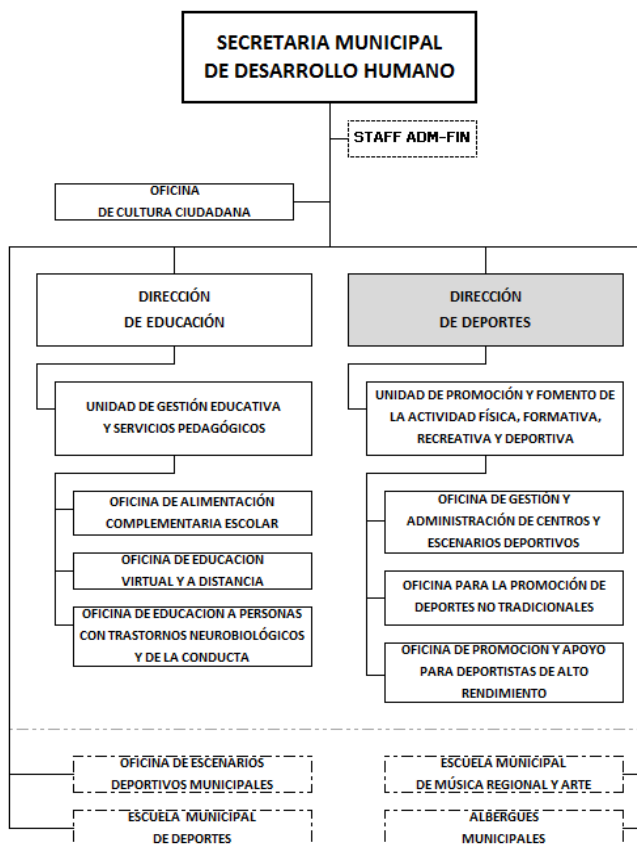 SECRETARIA MUNICIPAL
DE DESARROLLO HUMANO
STAFF ADM-FIN
OFICINA
DE CULTURA CIUDADANA
DIRECCIÓN
DE EDUCACIÓN
DIRECCIÓN
DE DEPORTES
UNIDAD DE GESTIÓN EDUCATIVA
Y SERVICIOS PEDAGÓGICOS
UNIDAD DE PROMOCIÓN Y FOMENTO DE
LA ACTIVIDAD FÍSICA, FORMATIVA,
RECREATIVA Y DEPORTIVA
OFICINA DE ALIMENTACIÓN
COMPLEMENTARIA ESCOLAR
OFICINA DE EDUCACION
VIRTUAL Y A DISTANCIA
OFICINA DE EDUCACION A PERSONAS
CON TRASTORNOS NEUROBIOLÓGICOS
Y DE LA CONDUCTA
OFICINA DE GESTIÓN Y
ADMINISTRACIÓN DE CENTROS Y
ESCENARIOS DEPORTIVOS
OFICINA PARA LA PROMOCIÓN DE
DEPORTES NO TRADICIONALES
OFICINA DE PROMOCION Y APOYO
PARA DEPORTISTAS DE ALTO
RENDIMIENTO
OFICINA DE ESCENARIOS
DEPORTIVOS MUNICIPALES
ESCUELA MUNICIPAL
DE DEPORTES
ESCUELA MUNICIPAL
DE MÚSICA REGIONAL Y ARTE
ALBERGUES
MUNICIPALES